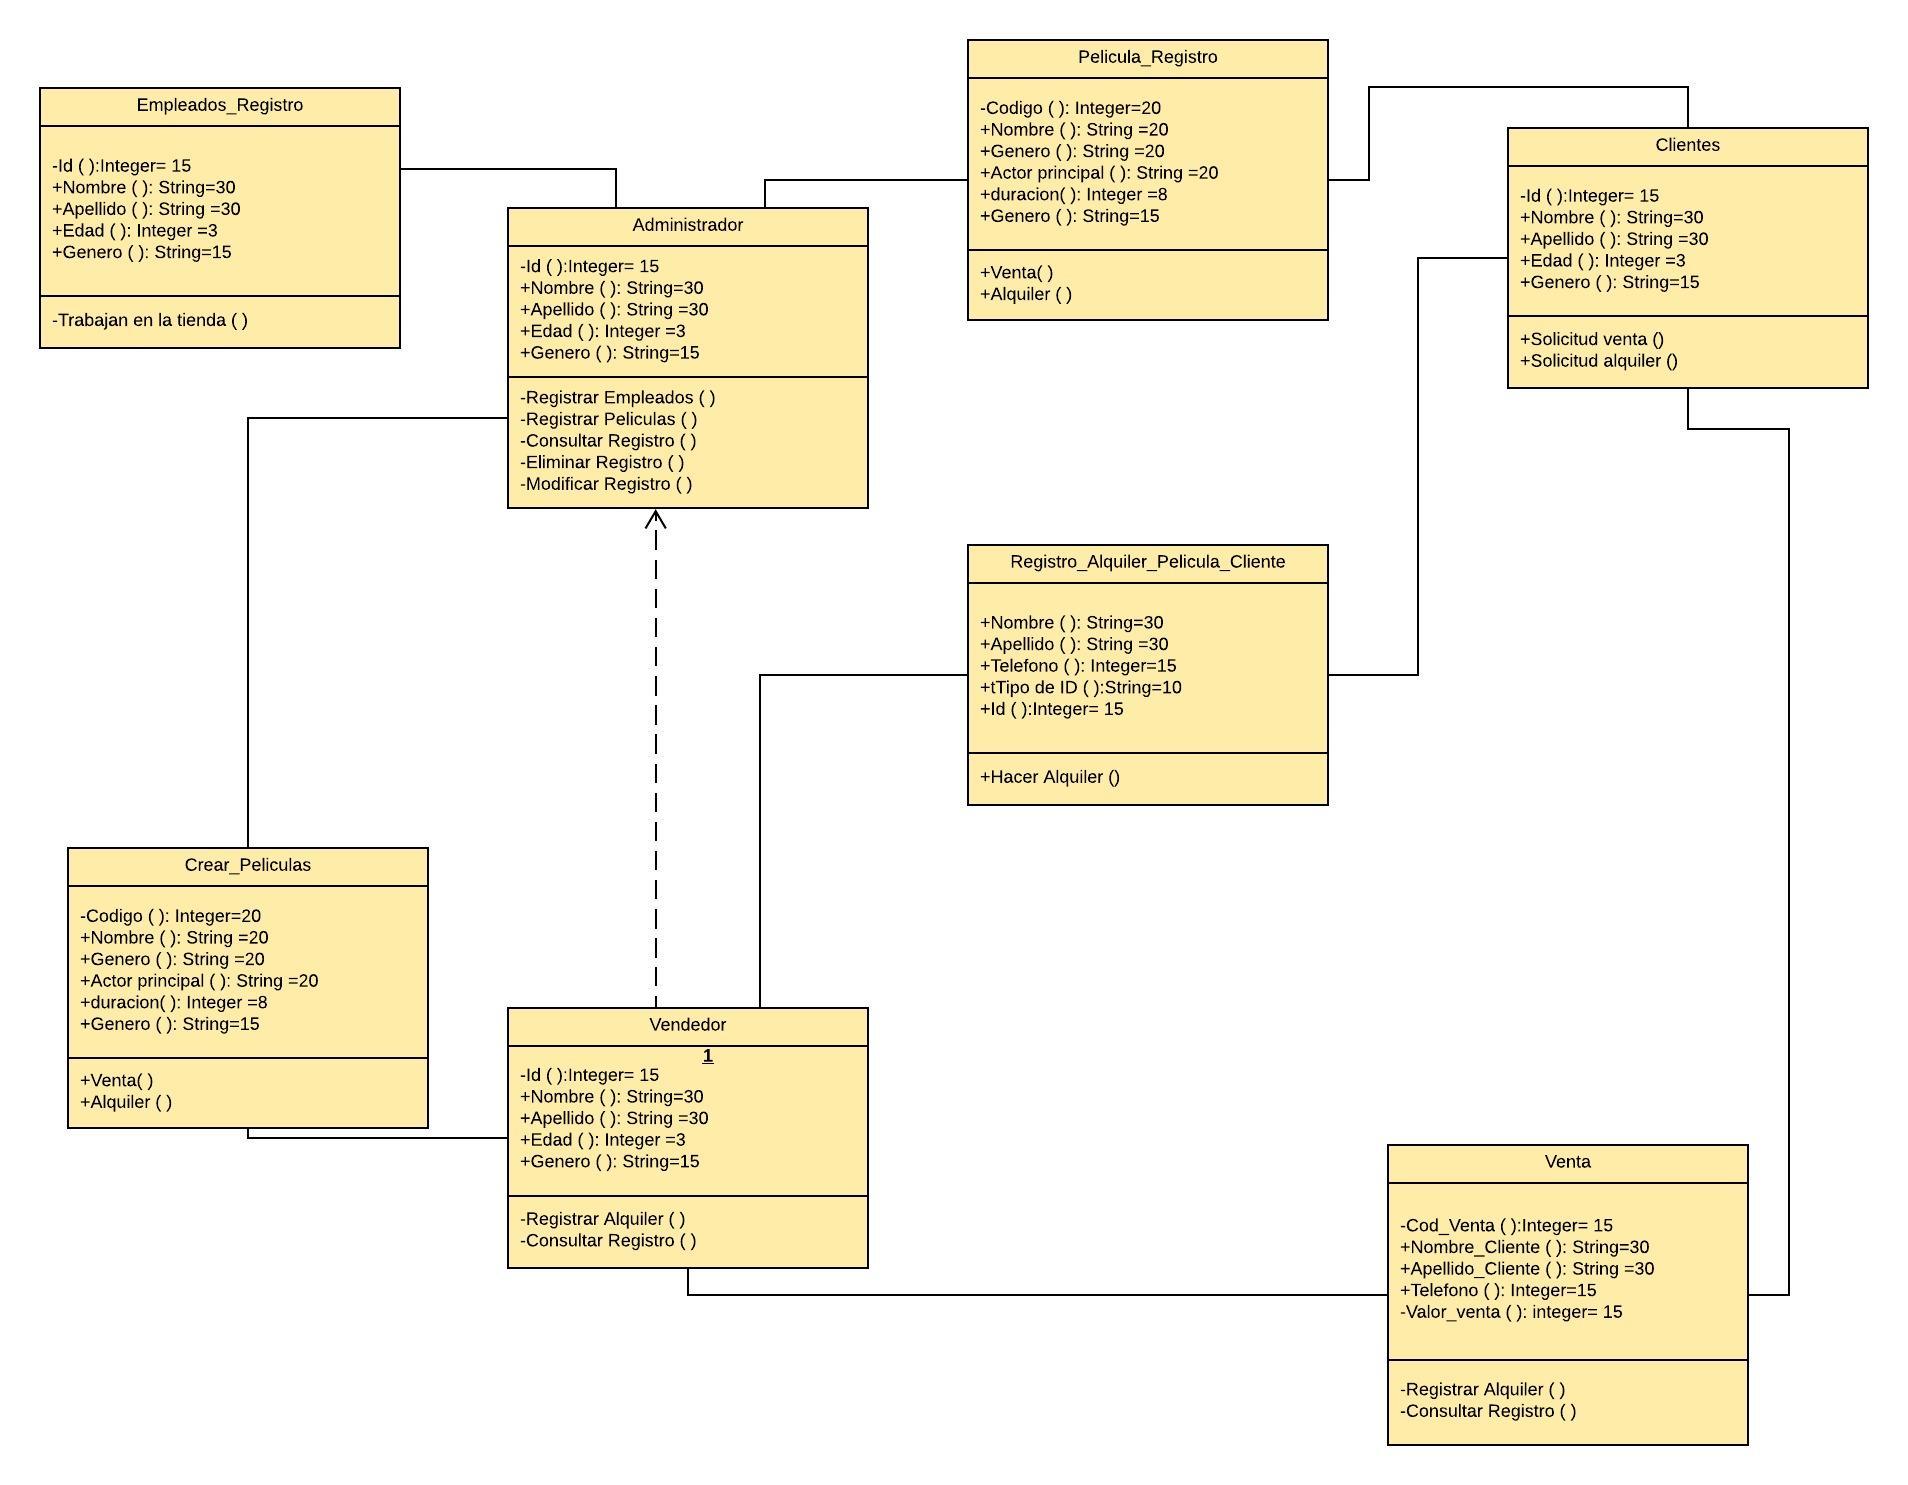 Empleados_Registro
-Id ( ):Integer= 15
+Nombre ( ): String=30
+Apellido ( ): String =30
+Edad ( ): Integer =3
+Genero ( ): String=15
-Trabajan en la tienda ( )
Administrador
-Id ( ):Integer= 15
+Nombre ( ): String=30
+Apellido ( ): String =30
+Edad ( ): Integer =3
+Genero ( ): String=15
-Registrar Empleados ( )
-Registrar Peliculas ( )
-Consultar Registro ( )
-Eliminar Registro ( )
-Modificar Registro ( )
Pelicula_Registro
-Codigo ( ): Integer=20
+Nombre ( ): String =20
+Genero ( ): String =20
+Actor principal ( ): String =20
+duracion( ): Integer =8
+Genero ( ): String=15
+Venta( )
+Alquiler ( )
Clientes
-Id ( ):Integer= 15
+Nombre ( ): String=30
+Apellido ( ): String =30
+Edad ( ): Integer =3
+Genero ( ): String=15
+Solicitud venta ()
+Solicitud alquiler ()
Registro_Alquiler_Pelicula_Cliente
+Nombre ( ): String=30
+Apellido ( ): String =30
+Telefono ( ): Integer=15
+tTipo de ID ( ):String=10
+Id ( ):Integer= 15
+Hacer Alquiler ()
Crear_Peliculas
-Codigo ( ): Integer=20
+Nombre ( ): String =20
+Genero ( ): String =20
+Actor principal ( ): String =20
+duracion( ): Integer =8
+Genero ( ): String=15
+Venta( )
+Alquiler ( )
Vendedor
1
-Id ( ):Integer= 15
+Nombre ( ): String=30
+Apellido ( ): String =30
+Edad ( ): Integer =3
+Genero ( ): String=15
-Registrar Alquiler ( )
-Consultar Registro ( )
Venta
-Cod_Venta ( ):Integer= 15
+Nombre_Cliente ( ): String=30
+Apellido_Cliente ( ): String =30
+Telefono ( ): Integer=15
-Valor_venta ( ): integer= 15
-Registrar Alquiler ( )
-Consultar Registro ( )